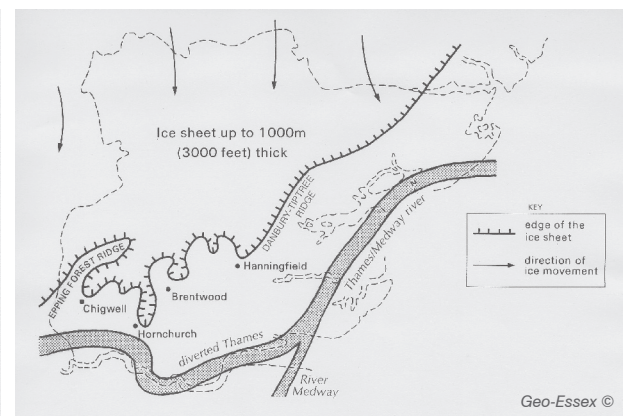 Ice sheet up to 1000m
(3000 feet) thick
KEY
edge of the
ice sheet
direction of
ice movement
EPPING FOREST RIDGE
DANBURY-TIPTREE
RIDGE
Thames/Medway river
Hanningfield
Brentwood
Chigwell
Hornchurch
diverted Thames
River
Medway
Geo-Essex ©